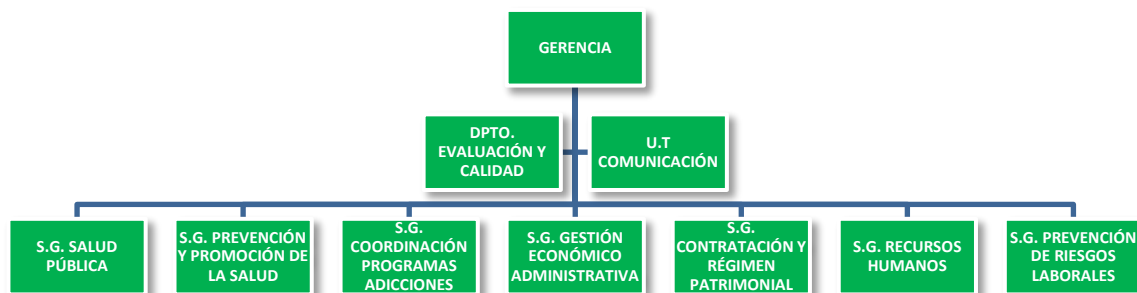 GERENCIA
DPTO.
EVALUACIÓN Y
CALIDAD
U.T
COMUNICACIÓN
S.G. SALUD
PÚBLICA
S.G. PREVENCIÓN
Y PROMOCIÓN DE
LA SALUD
S.G.
COORDINACIÓN
PROGRAMAS
ADICCIONES
S.G. GESTIÓN
ECONÓMICO
ADMINISTRATIVA
S.G.
CONTRATACIÓN Y
RÉGIMEN
PATRIMONIAL
S.G. RECURSOS
HUMANOS
S.G. PREVENCIÓN
DE RIESGOS
LABORALES